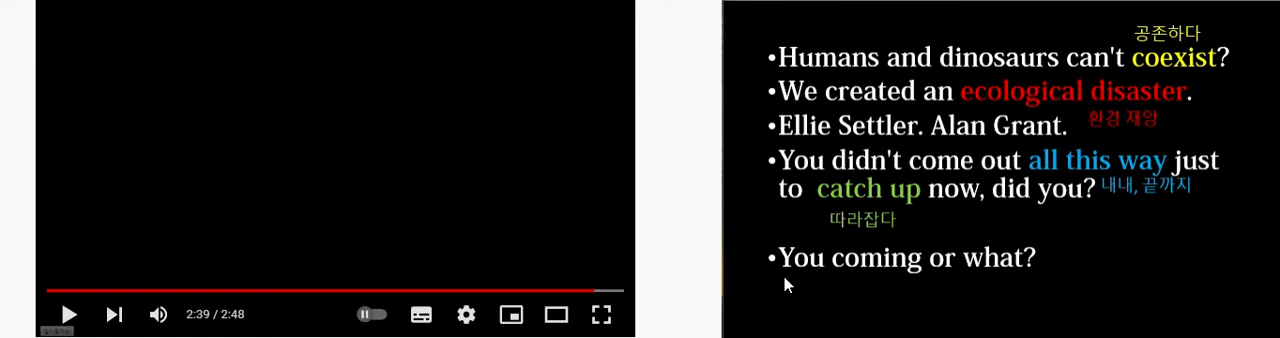 2:39 / 2:48
공존하다
•Humans and dinosaurs can't coexist?
•We created an ecological disaster.
•Ellie Settler. Alan Grant. 환경 재앙
•You didn't come out all this way just
to catch up now, did you? 내내, 끝까지
따라잡다
•You coming or what?